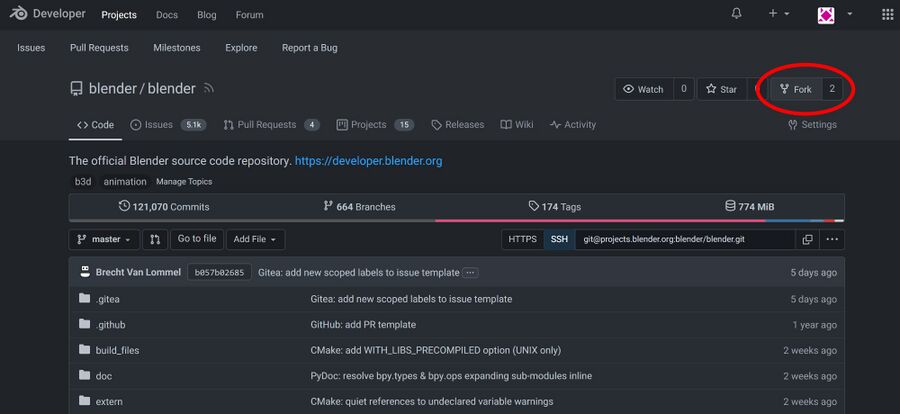 Developer Projects Docs Blog Forum
Issues Pull Requests Milestones Explore Report a Bug
blender / blender Watch 0 Star Fork 2
Code Issues 5.1k Pull Requests 4 Projects 15 Releases Wiki Activity Settings
The official Blender source code repository. https://developer.blender.org
b3d animation Manage Topics
121,070 Commits 664 Branches 174 Tags 774 MiB
master Go to file Add File HTTPS SSH git@projects.blender.org:blender/blender.git
Brecht Van Lommel b057b02685 Gitea: add new scoped labels to issue template ... 5 days ago
.gitea Gitea: add new scoped labels to issue template 5 days ago
.github GitHub: add PR template 1 year ago
build_files CMake: add WITH_LIBS_PRECOMPILED option (UNIX only) 2 weeks ago
doc PyDoc: resolve bpy.types & bpy.ops expanding sub-modules inline 2 weeks ago
extern CMake: quiet references to undeclared variable warnings 2 weeks ago